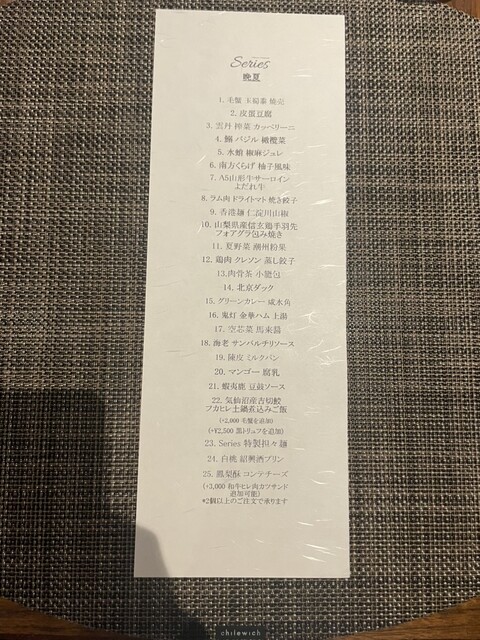 Series
晩夏
1. 毛蟹 玉蜀黍 焼売
2. 皮蛋豆腐
3. 雲丹 搾菜 カッペリーニ
4. 鰯 バジル 橄欖菜
5. 水蛸 椒麻ジュレ
6. 南方くらげ 柚子風味
7. A5山形牛サーロイン
よだれ牛
8. ラム肉 ドライトマト 焼き餃子
9. 香港麺 仁淀川山椒
10. 山梨県産信玄鶏手羽先
フォアグラ包み焼き
11. 夏野菜 潮州粉果
12. 鶏肉 クレソン 蒸し餃子
13.肉骨茶 小籠包
14. 北京ダック
15. グリーンカレー 咸水角
16. 鬼灯 金華ハム 上湯
17. 空芯菜 馬来醤
18. 海老 サンバルチリソース
19. 陳皮 ミルクパン
20. マンゴー 腐乳
21. 蝦夷鹿 豆鼓ソース
22. 気仙沼産吉切鮫
フカヒレ土鍋煮込みご飯
(+2,000 毛蟹を追加)
(+¥2,500 黒トリュフを追加)
23. Series 特製担々麺
24. 白桃 紹興酒プリン
25. 鳳梨酥 コンテチーズ
(+3,000 和牛ヒレ肉カツサンド
追加可能)
*2個以上のご注文で承ります
chilewich